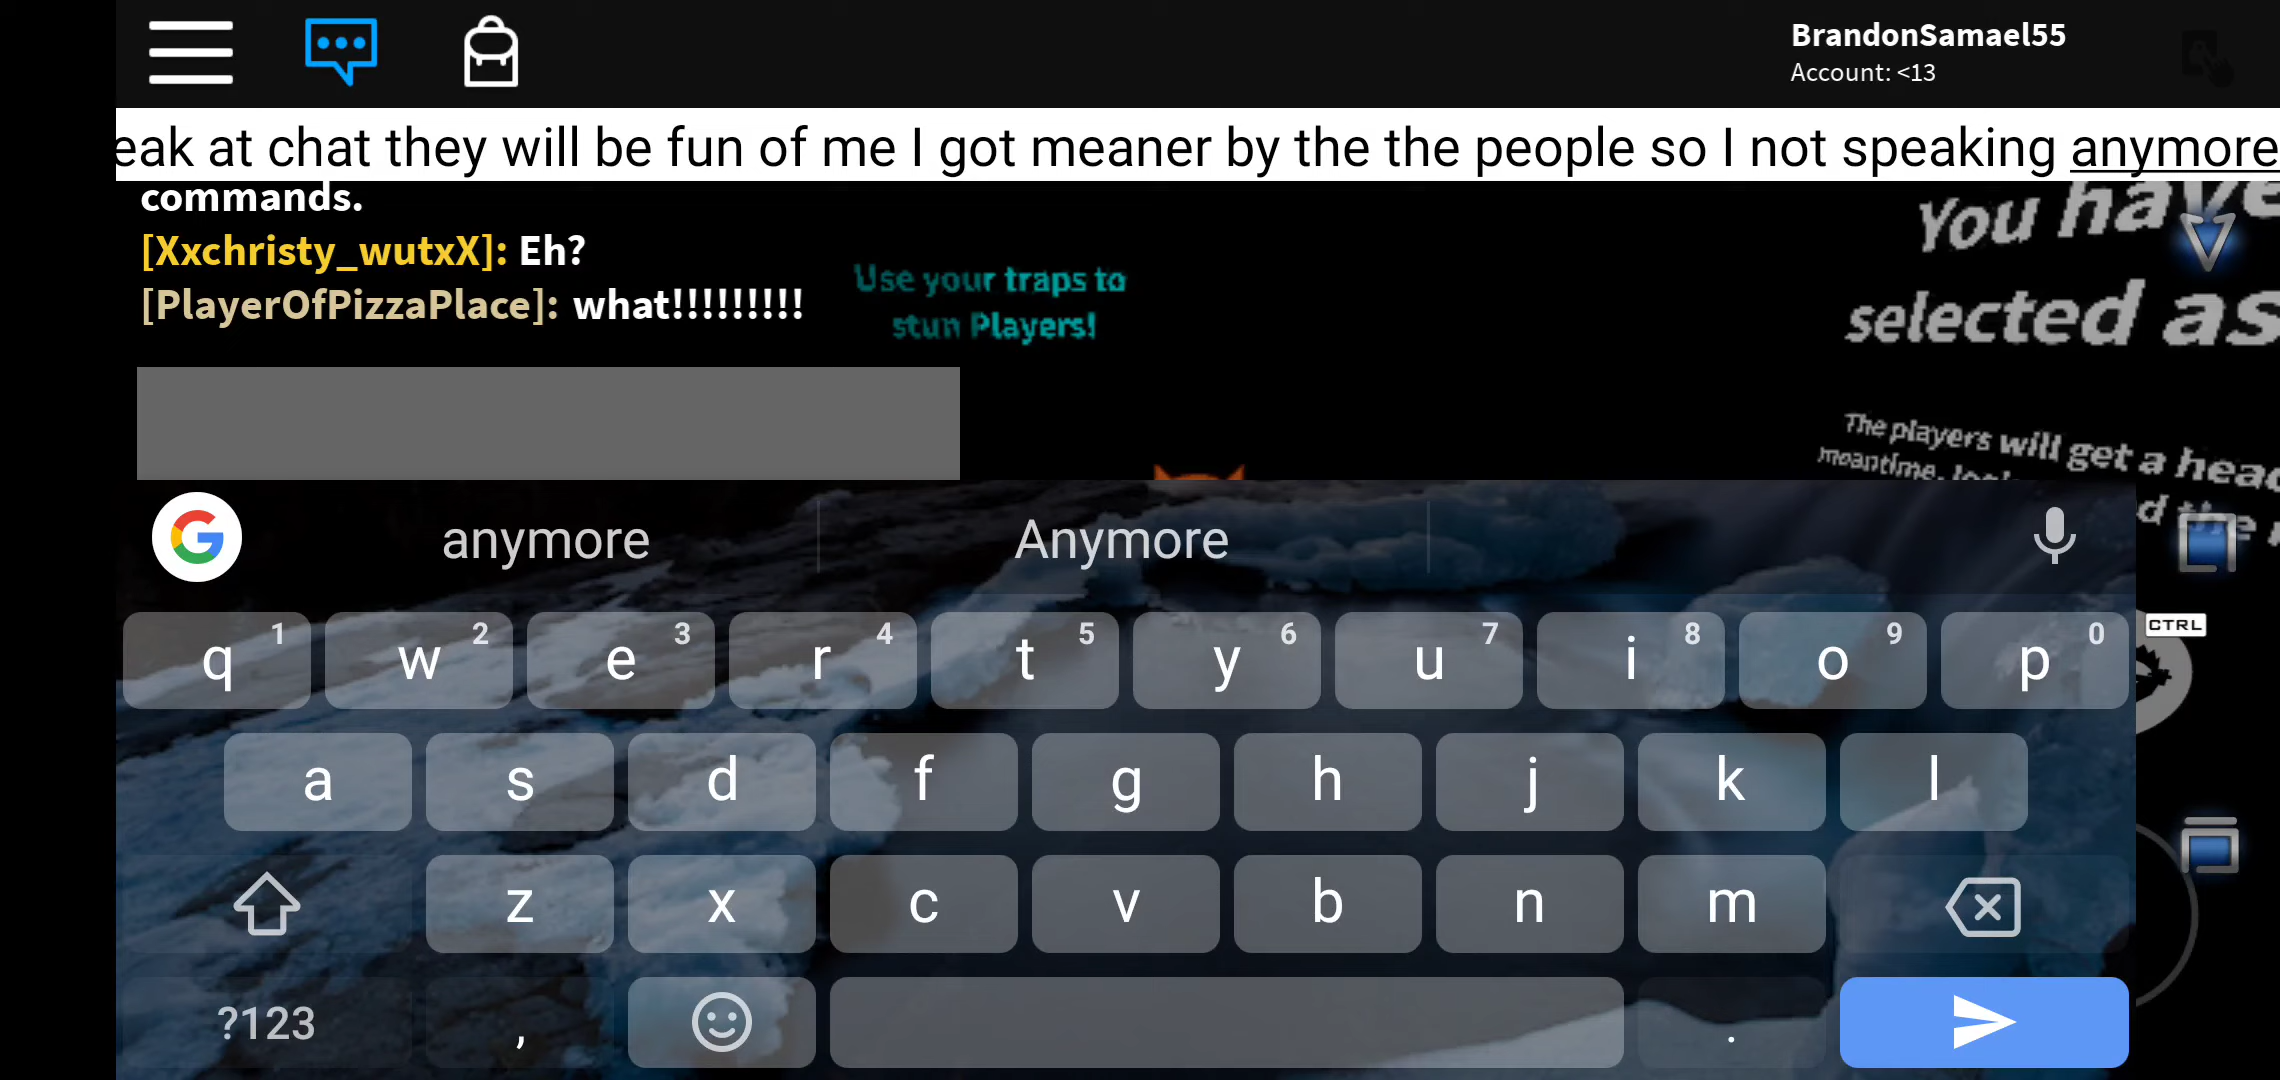 BrandonSamael55
Account: <13
eak at chat they will be fun of me I got meaner by the the people so I not speaking anymore
commands.
[Xxchristy_wutxX]: Eh?
[PlayerOfPizzaPlace]: what!!!!!!!!!
Use your traps to
stun Players!
You have
selected as
The players will get a head
meantime,
d the
anymore Anymore
CTRL
q 1 w 2 e 3 r 4 t 5 y 6 u 7 i 8 o 9 p 0
a s d f g h j k l
z x c v b n m
?123 , .